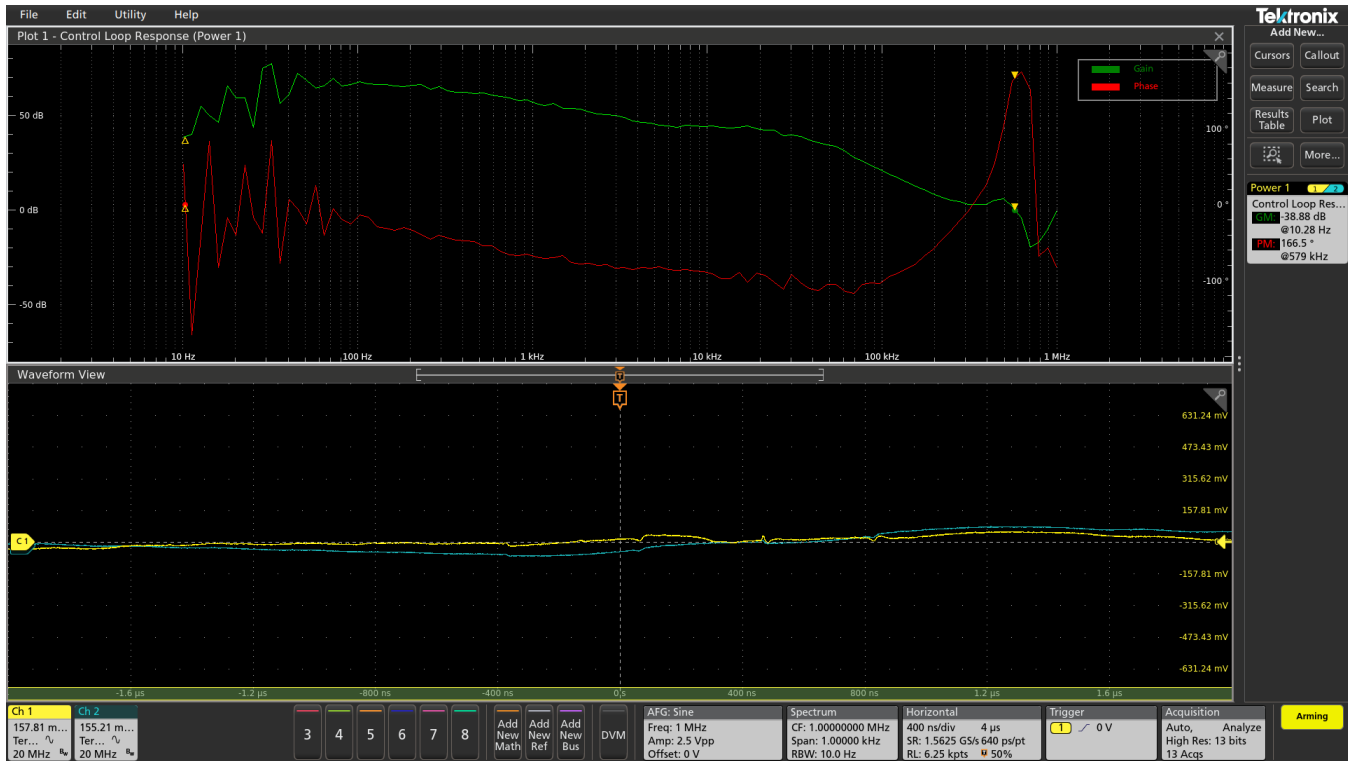 File Edit Utility Help
Tektronix
Plot 1 - Control Loop Response (Power 1)
Add New...
Cursors Callout
Measure Search
Results Table Plot
More...
Gain
Phase
50 dB
0 dB
-50 dB
100 °
0 °
-100 °
10 Hz 100 Hz 1 kHz 10 kHz 100 kHz 1 MHz
Power 1 1 2
Control Loop Res...
GM: -38.88 dB
@10.28 Hz
PM: 166.5 °
@579 kHz
Waveform View
T
T
C1
631.24 mV
473.43 mV
315.62 mV
157.81 mV
-157.81 mV
-315.62 mV
-473.43 mV
-631.24 mV
-1.6 µs -1.2 µs -800 ns -400 ns 0 s 400 ns 800 ns 1.2 µs 1.6 µs
Ch 1
157.81 m...
Ter...
20 MHz Bw
Ch 2
155.21 m...
Ter...
20 MHz Bw
3 4 5 6 7 8
Add New Math
Add New Ref
Add New Bus
DVM
AFG: Sine
Freq: 1 MHz
Amp: 2.5 Vpp
Offset: 0 V
Spectrum
CF: 1.00000000 MHz
Span: 1.00000 kHz
RBW: 10.0 Hz
Horizontal
400 ns/div 4 µs
SR: 1.5625 GS/s 640 ps/pt
RL: 6.25 kpts 50%
Trigger
1 0 V
Acquisition
Auto, Analyze
High Res: 13 bits
13 Acqs
Arming